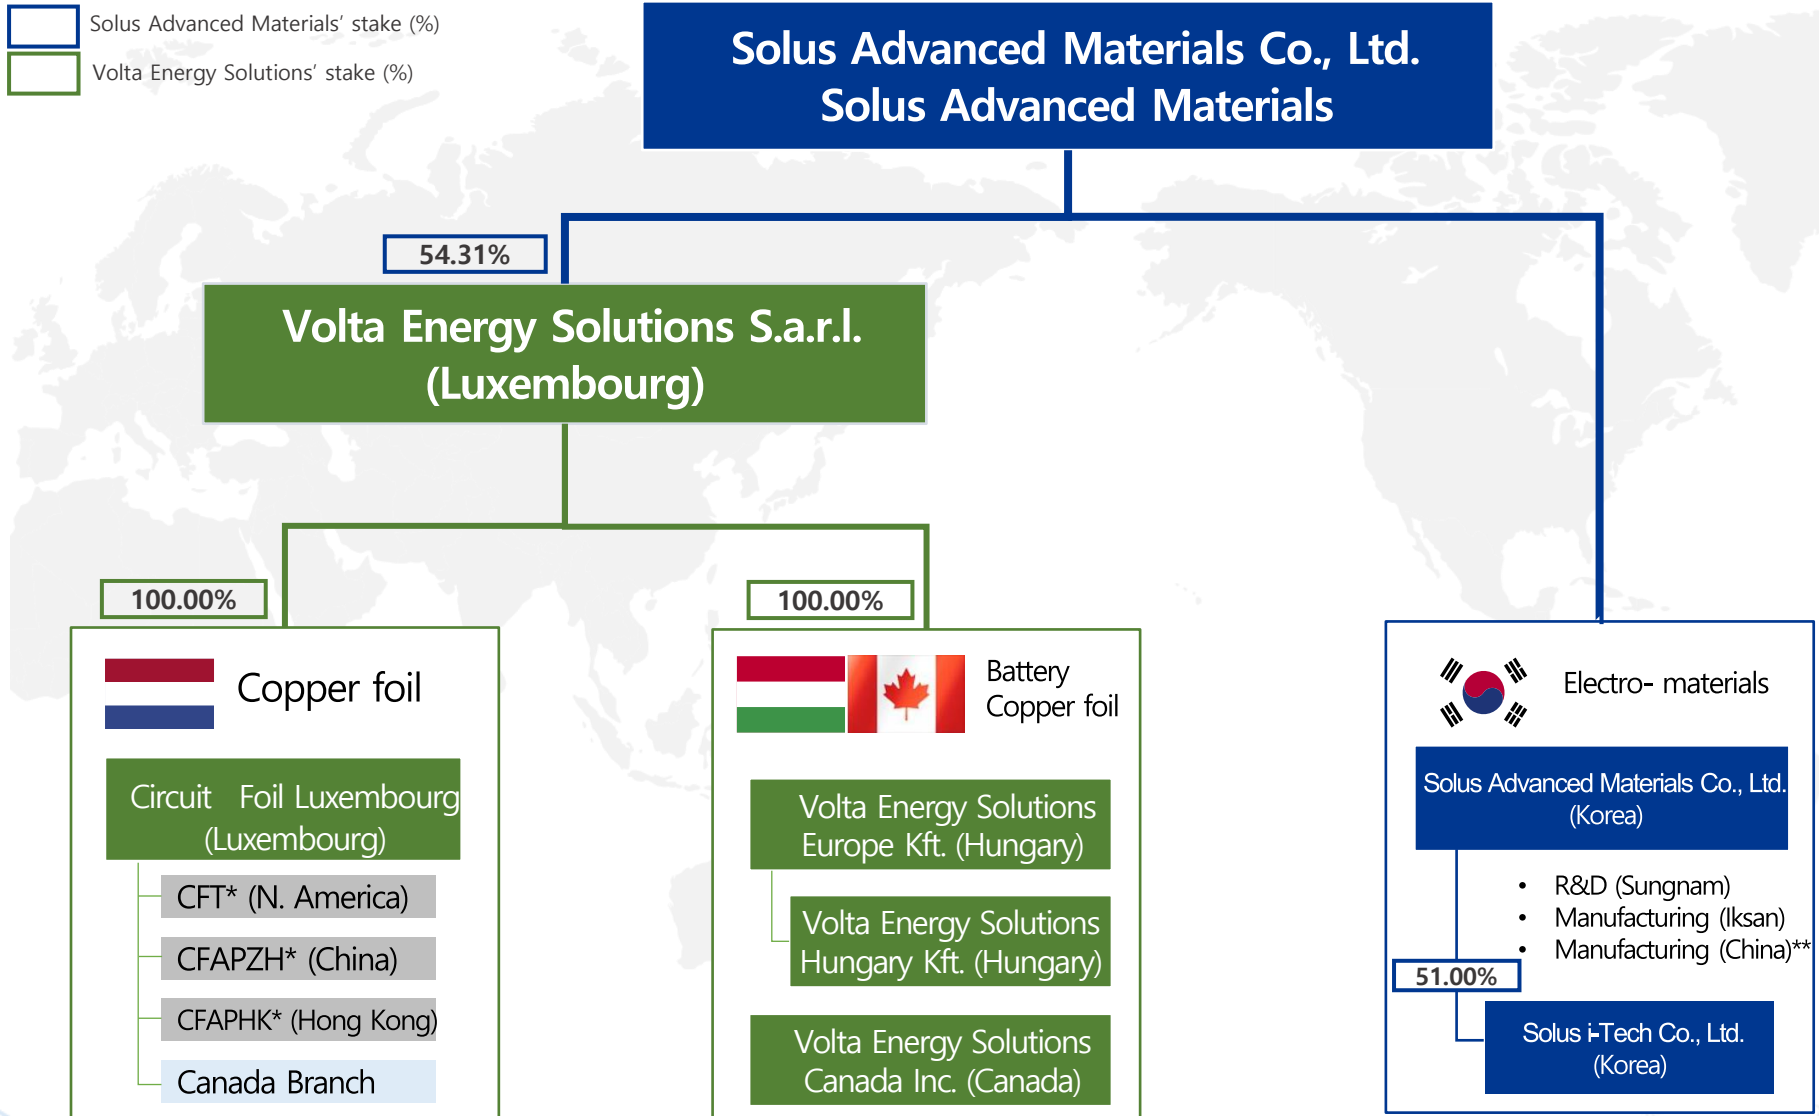 Solus Advanced Materials’ stake (%)
Volta Energy Solutions’ stake (%)
Solus Advanced Materials Co., Ltd.
Solus Advanced Materials
54.31%
Volta Energy Solutions S.a.r.l.
(Luxembourg)
100.00%
Copper foil
Circuit Foil Luxembourg
(Luxembourg)
CFT* (N. America)
CFAPZH* (China)
CFAPHK* (Hong Kong)
Canada Branch
100.00%
Battery
Copper foil
Volta Energy Solutions
Europe Kft. (Hungary)
Volta Energy Solutions
Hungary Kft. (Hungary)
Volta Energy Solutions
Canada Inc. (Canada)
Electro- materials
Solus Advanced Materials Co., Ltd.
(Korea)
• R&D (Sungnam)
• Manufacturing (Iksan)
• Manufacturing (China)**
51.00%
Solus i-Tech Co., Ltd.
(Korea)